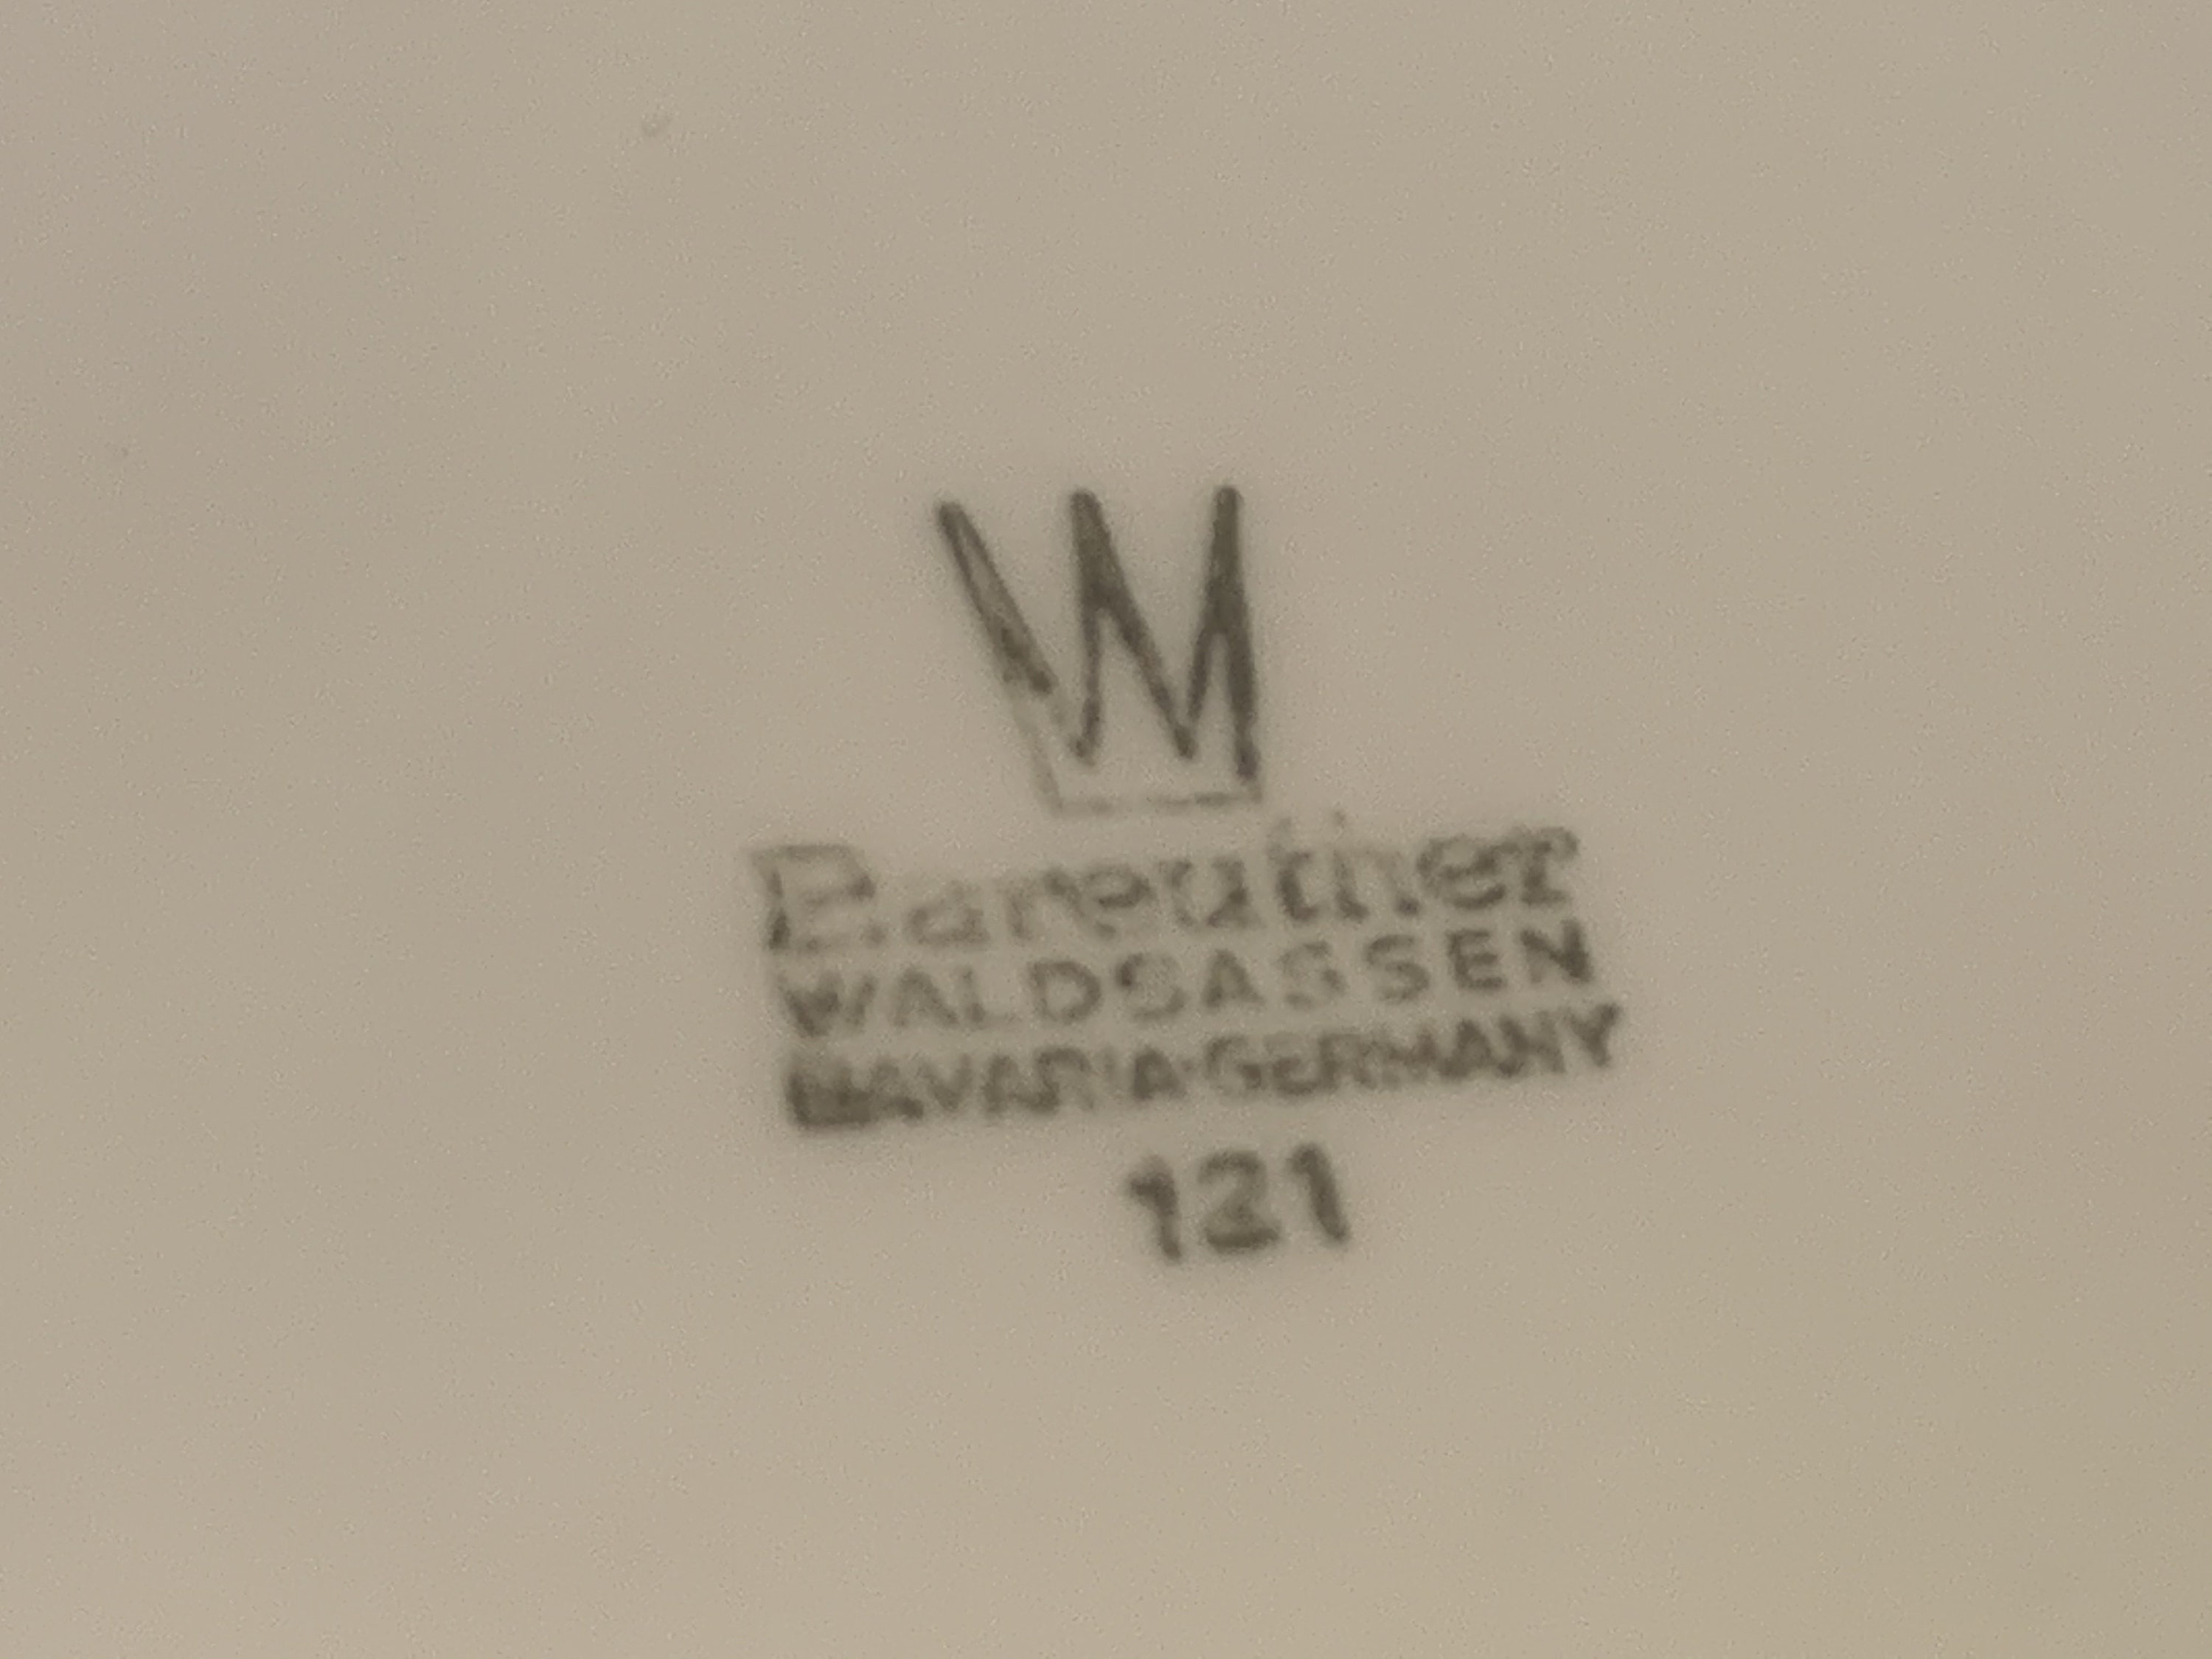 Bareuther
WALDSASSEN
BAVARIA·GERMANY
121